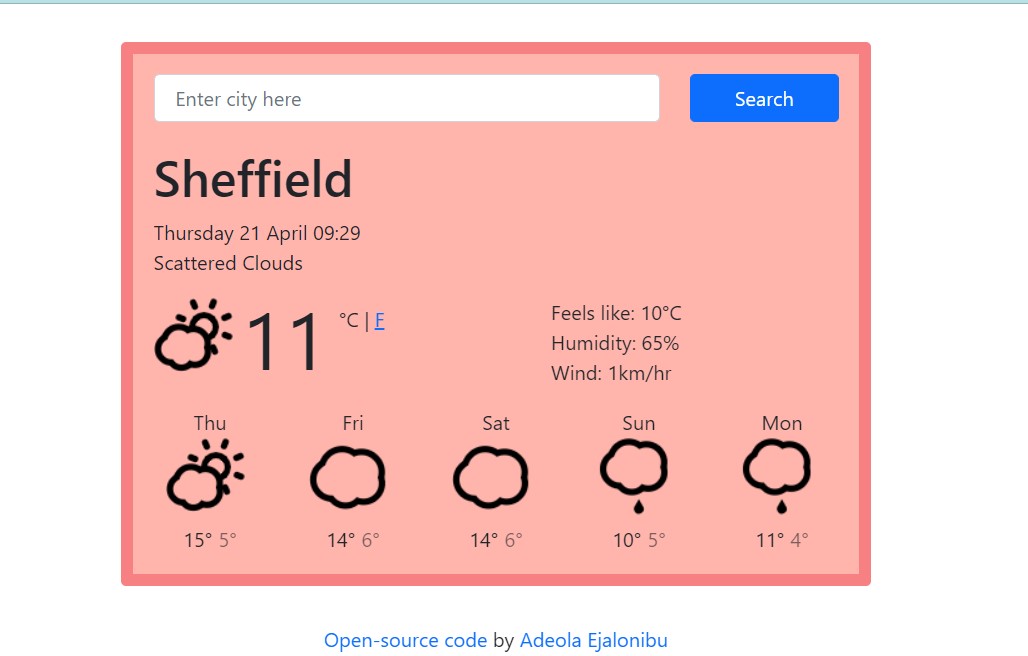 Enter city here
Search
Sheffield
Thursday 21 April 09:29
Scattered Clouds
11 °C | F
Feels like: 10°C
Humidity: 65%
Wind: 1km/hr
Thu Fri Sat Sun Mon
15° 5° 14° 6° 14° 6° 10° 5° 11° 4°
Open-source code by Adeola Ejalonibu